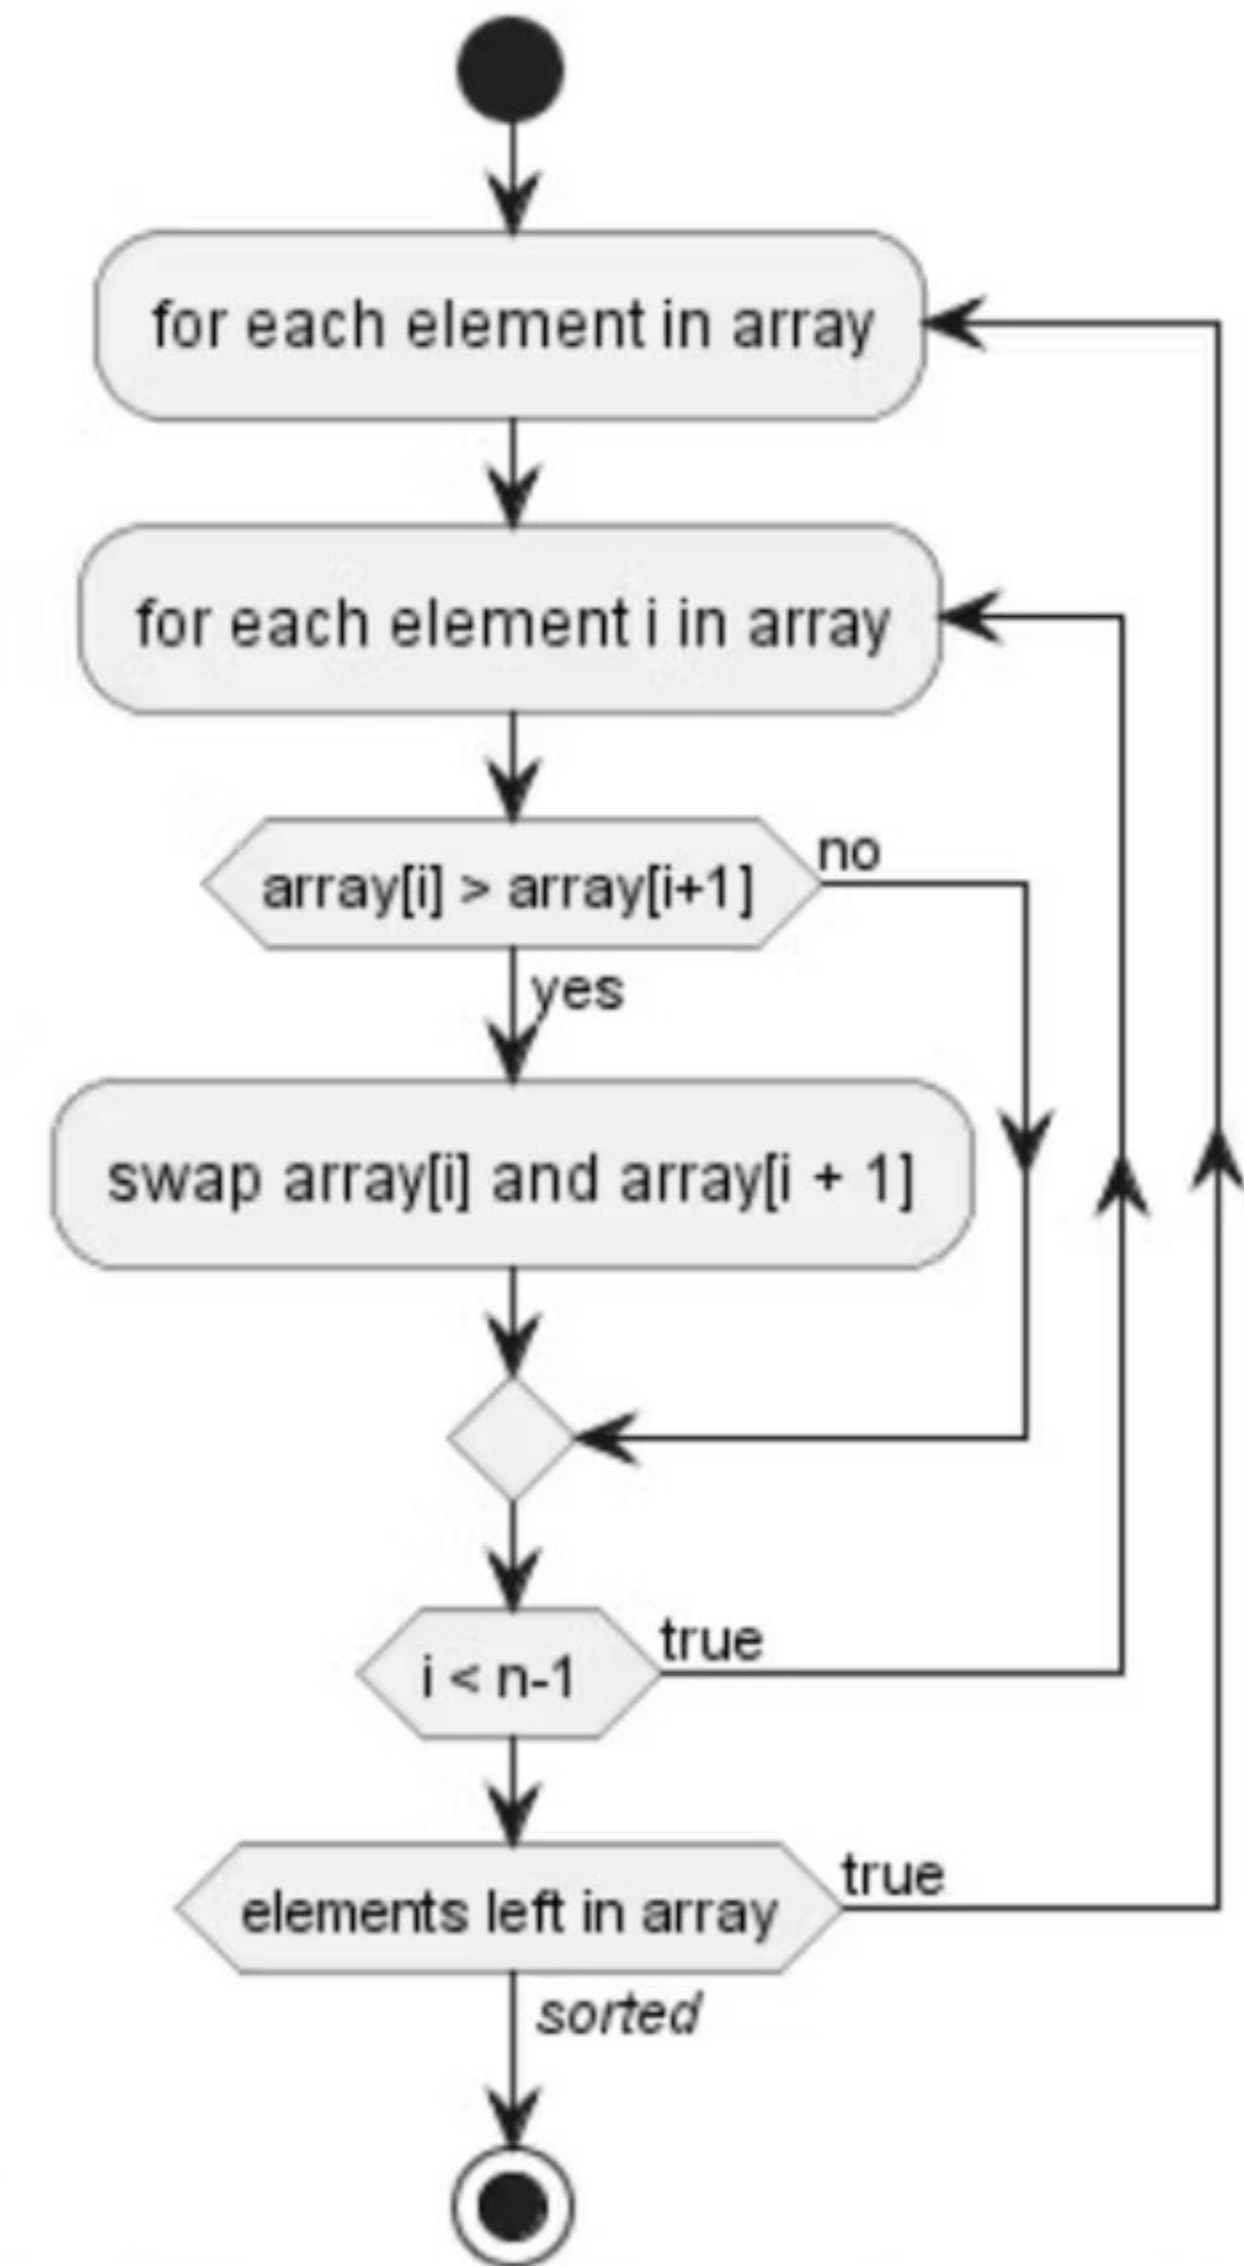 for each element in array
for each element i in array
array[i] > array[i+1]
no
yes
swap array[i] and array[i + 1]
i < n-1
true
elements left in array
true
sorted